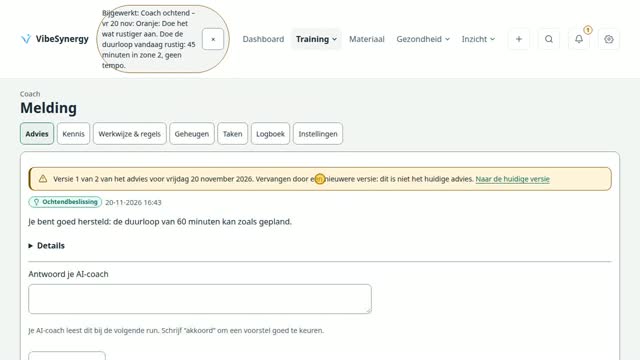 VibeSynergy
Bijgewerkt: Coach ochtend –
vr 20 nov: Oranje: Doe het
wat rustiger aan. Doe de
duurloop vandaag rustig: 45
minuten in zone 2, geen
tempo.
×
Dashboard
Training
Materiaal
Gezondheid
Inzicht
+
1
Coach
Melding
Advies
Kennis
Werkwijze & regels
Geheugen
Taken
Logboek
Instellingen
Versie 1 van 2 van het advies voor vrijdag 20 november 2026. Vervangen door een nieuwere versie: dit is niet het huidige advies. Naar de huidige versie
Ochtendbeslissing 20-11-2026 16:43
Je bent goed hersteld: de duurloop van 60 minuten kan zoals gepland.
Details
Antwoord je AI-coach
Je AI-coach leest dit bij de volgende run. Schrijf "akkoord" om een voorstel goed te keuren.